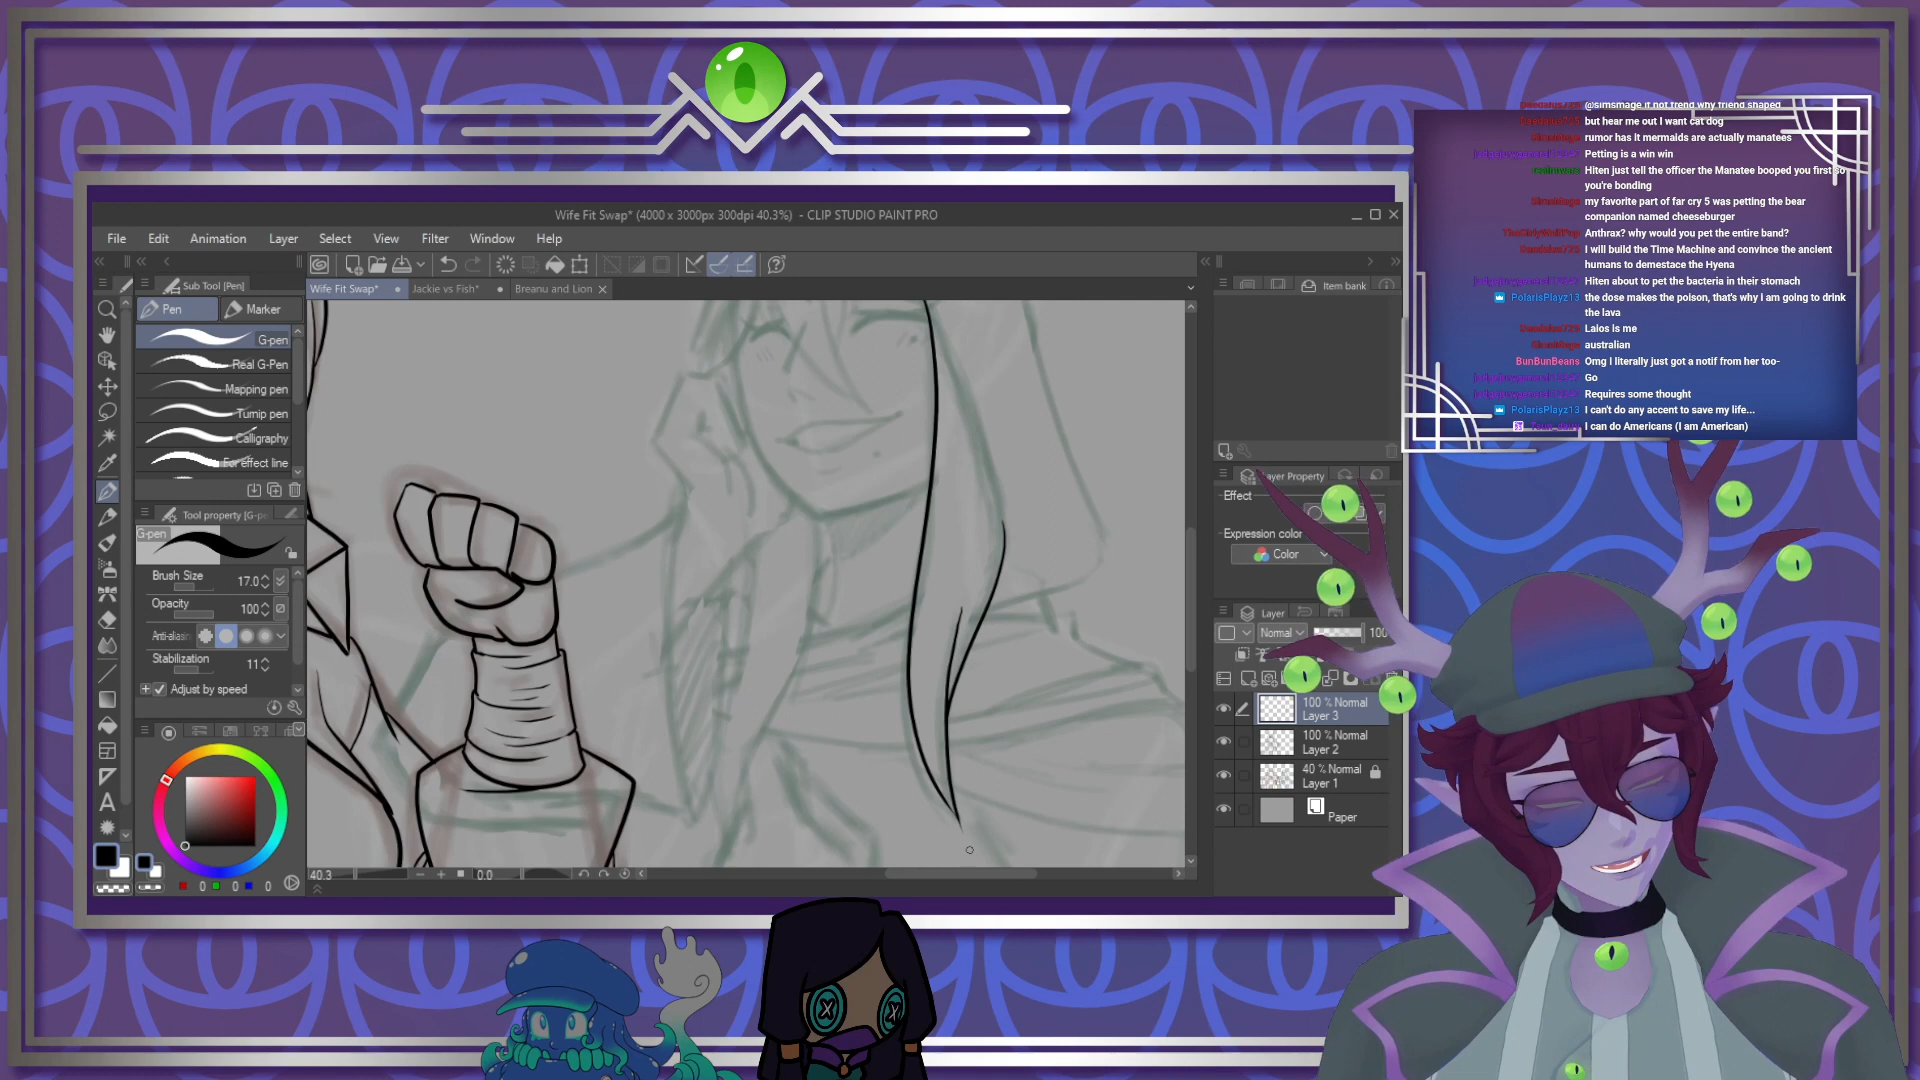 @simsmage if not trend why friend shaped
but hear me out I want cat dog
rumor has it mermaids are actually manatees
Petting is a win win
Hiten just tell the officer the Manatee booped you first so
you're bonding
my favorite part of far cry 5 was petting the bear
companion named cheeseburger
Anthrax? why would you pet the entire band?
I will build the Time Machine and convince the ancient
humans to demestace the Hyena
Hiten about to pet the bacteria in their stomach
PolarisPlayz13 the dose makes the poison, that's why i am going to drink
the lava
Laios is me
australian
BunBunBeans Omg I literally just got a notif from her too-
Go
Requires some thought
PolarisPlayz13 I can't do any accent to save my life...
I can do Americans (I am American)
Wife Fit Swap* (4000 x 3000px 300dpi 40.3%) - CLIP STUDIO PAINT PRO
File Edit Animation Layer Select View Filter Window Help
Sub Tool [Pen]
Wife Fit Swap* Jackie vs Fish* Breanu and Lion
Item bank
Pen Marker
G-pen
Real G-Pen
Mapping pen
Turnip pen
Calligraphy
For effect line
Tool property [G-pe
G-pen
Brush Size 17.0
Opacity 100
Anti-aliasin
Stabilization 11
Adjust by speed
0 0 0
40.3 0.0
Layer Property
Effect
Expression color
Color
Layer
Normal 100
100 % Normal
Layer 3
100 % Normal
Layer 2
40 % Normal
Layer 1
Paper